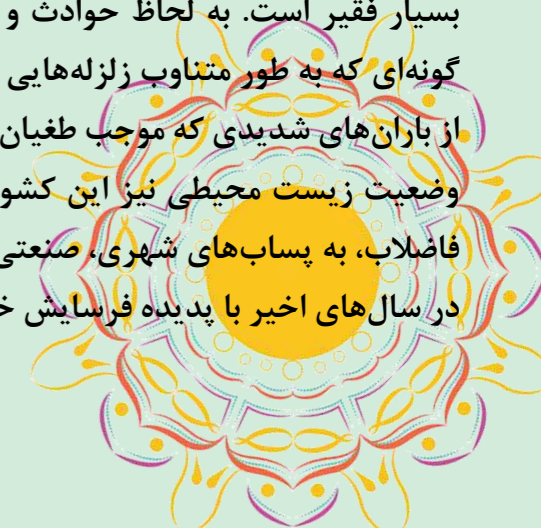 بسیار فقیر است. به لحاظ حوادث و
گونه‌ای که به طور متناوب زلزله‌هایی
از باران‌های شدیدی که موجب طغیان
وضعیت زیست محیطی نیز این کشو
فاضلاب، به پساب‌های شهری، صنعتی
در سال‌های اخیر با پدیده فرسایش خ